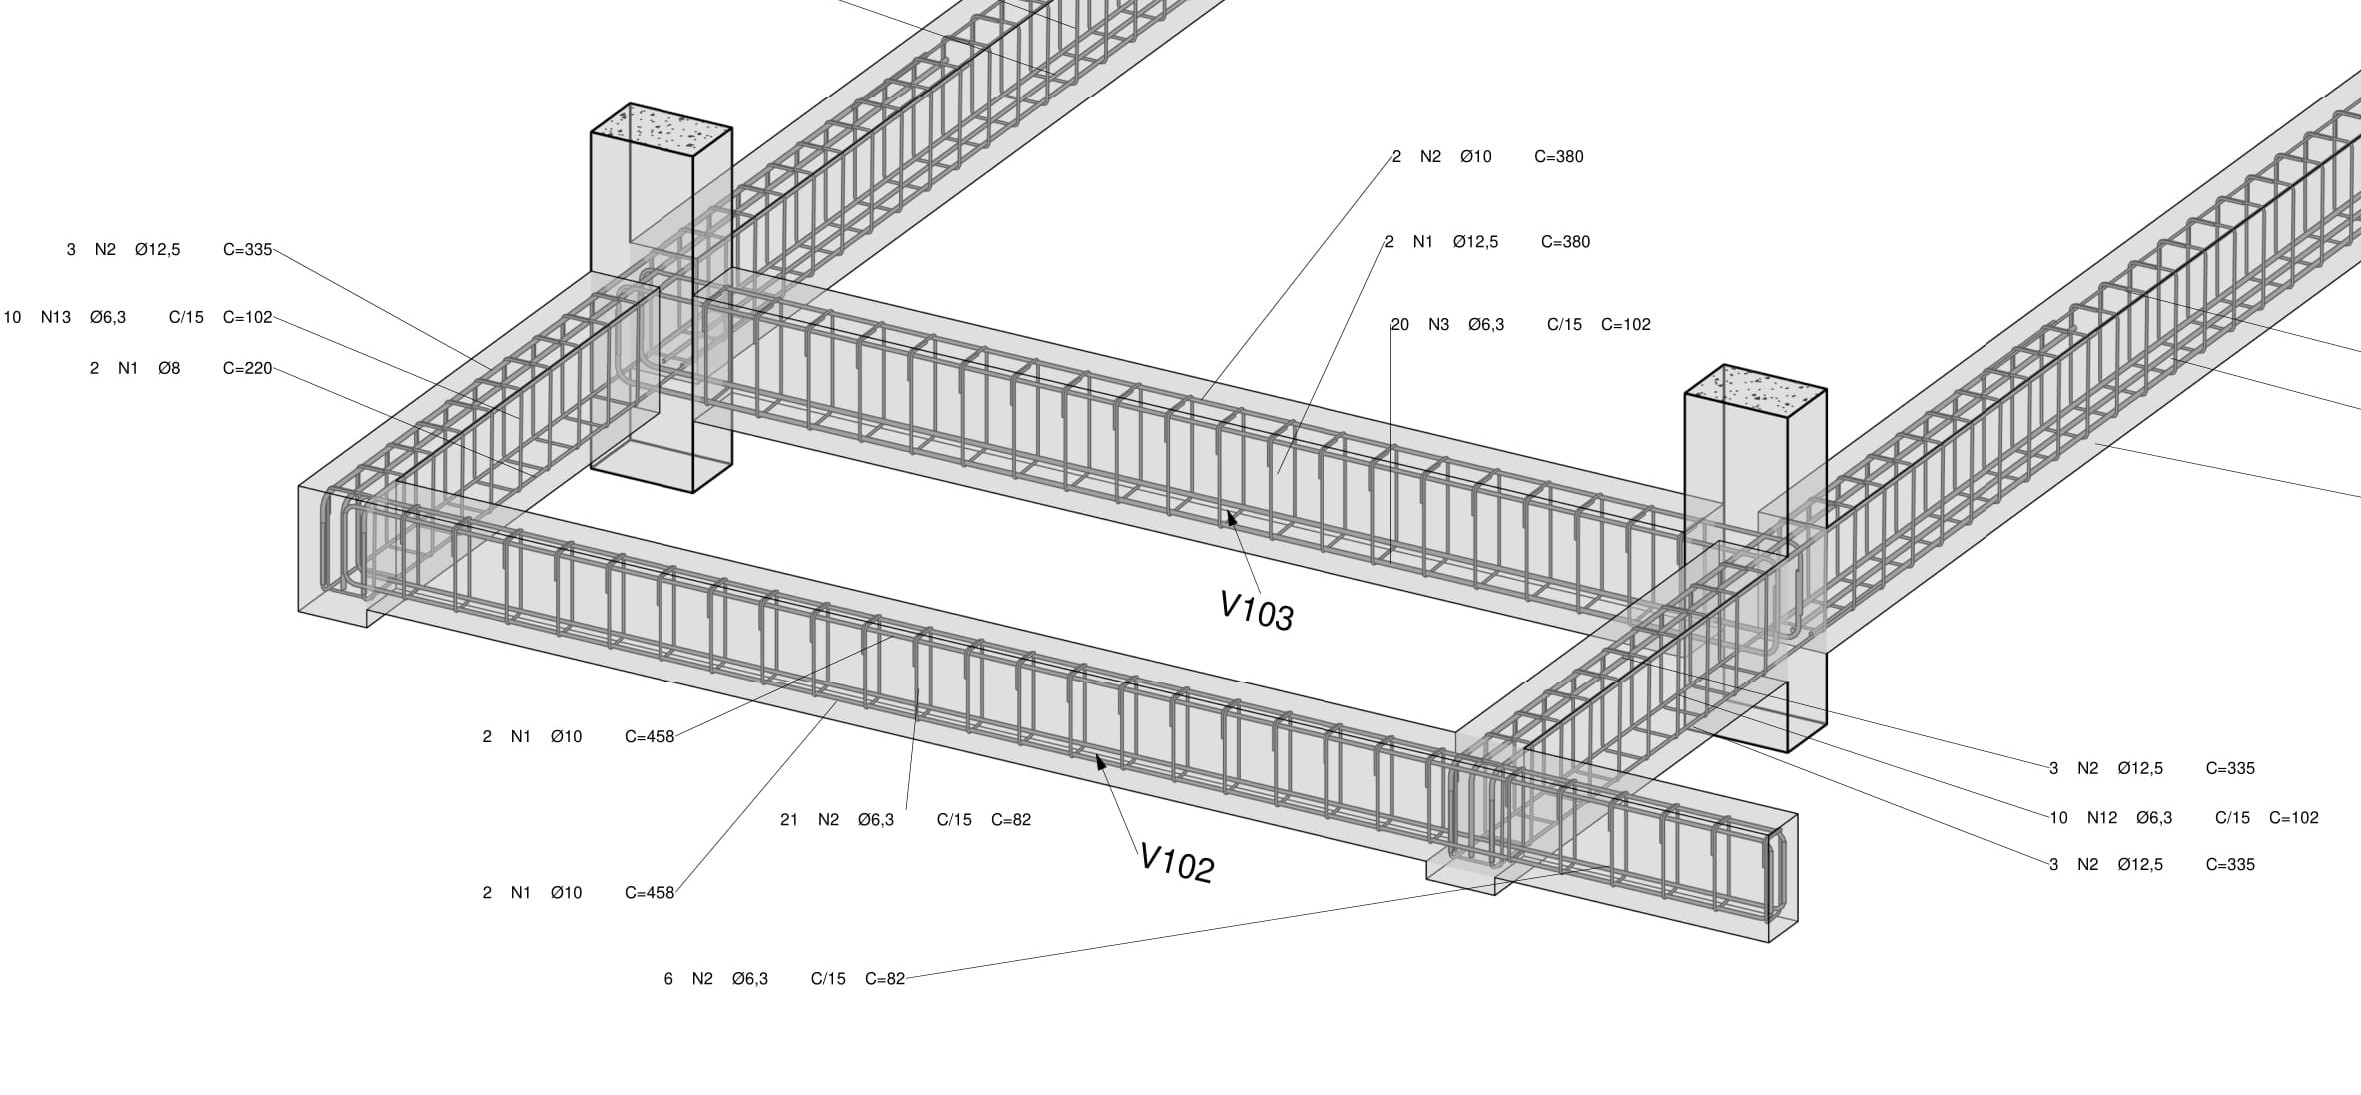 2 N2 Ø10 C=380
2 N1 Ø12,5 C=380
20 N3 Ø6,3 C/15 C=102
3 N2 Ø12,5 C=335
10 N13 Ø6,3 C/15 C=102
2 N1 Ø8 C=220
V103
2 N1 Ø10 C=458
21 N2 Ø6,3 C/15 C=82
V102
2 N1 Ø10 C=458
6 N2 Ø6,3 C/15 C=82
3 N2 Ø12,5 C=335
10 N12 Ø6,3 C/15 C=102
3 N2 Ø12,5 C=335